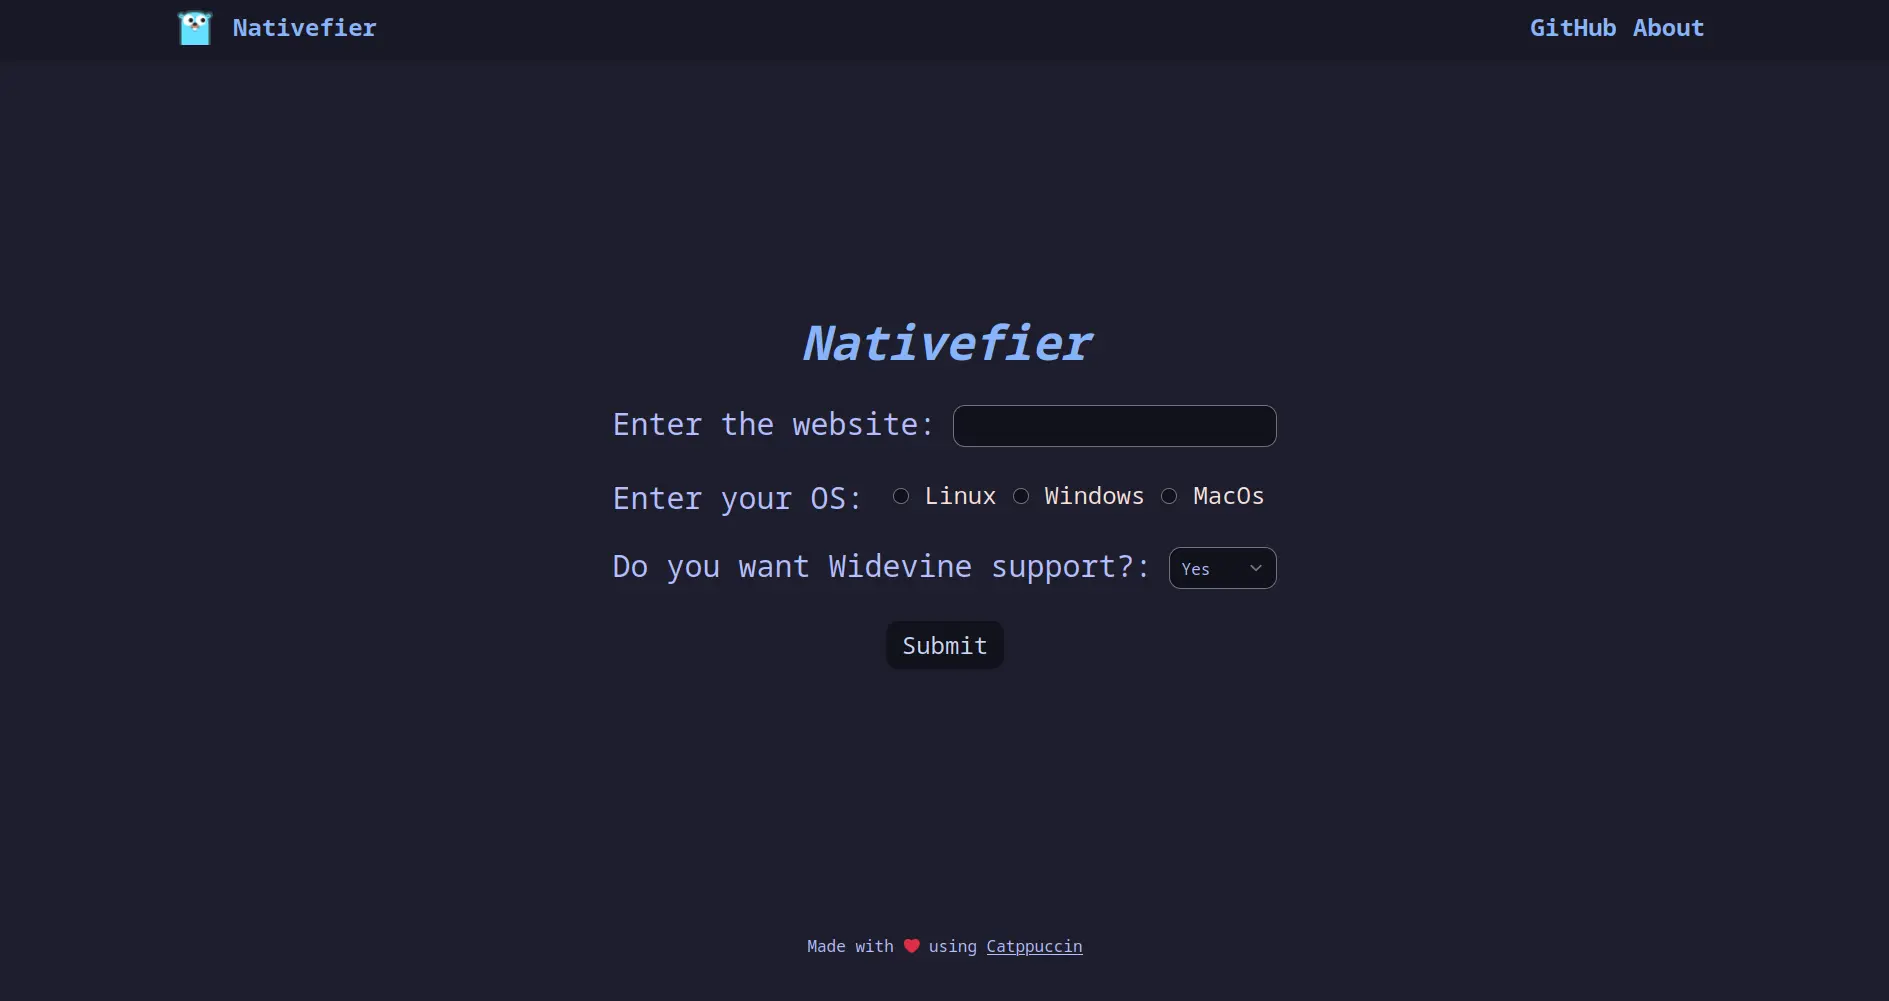 Nativefier
GitHub About
Nativefier
Enter the website:
Enter your OS: Linux Windows MacOs
Do you want Widevine support?: Yes
Submit
Made with ❤ using Catppuccin